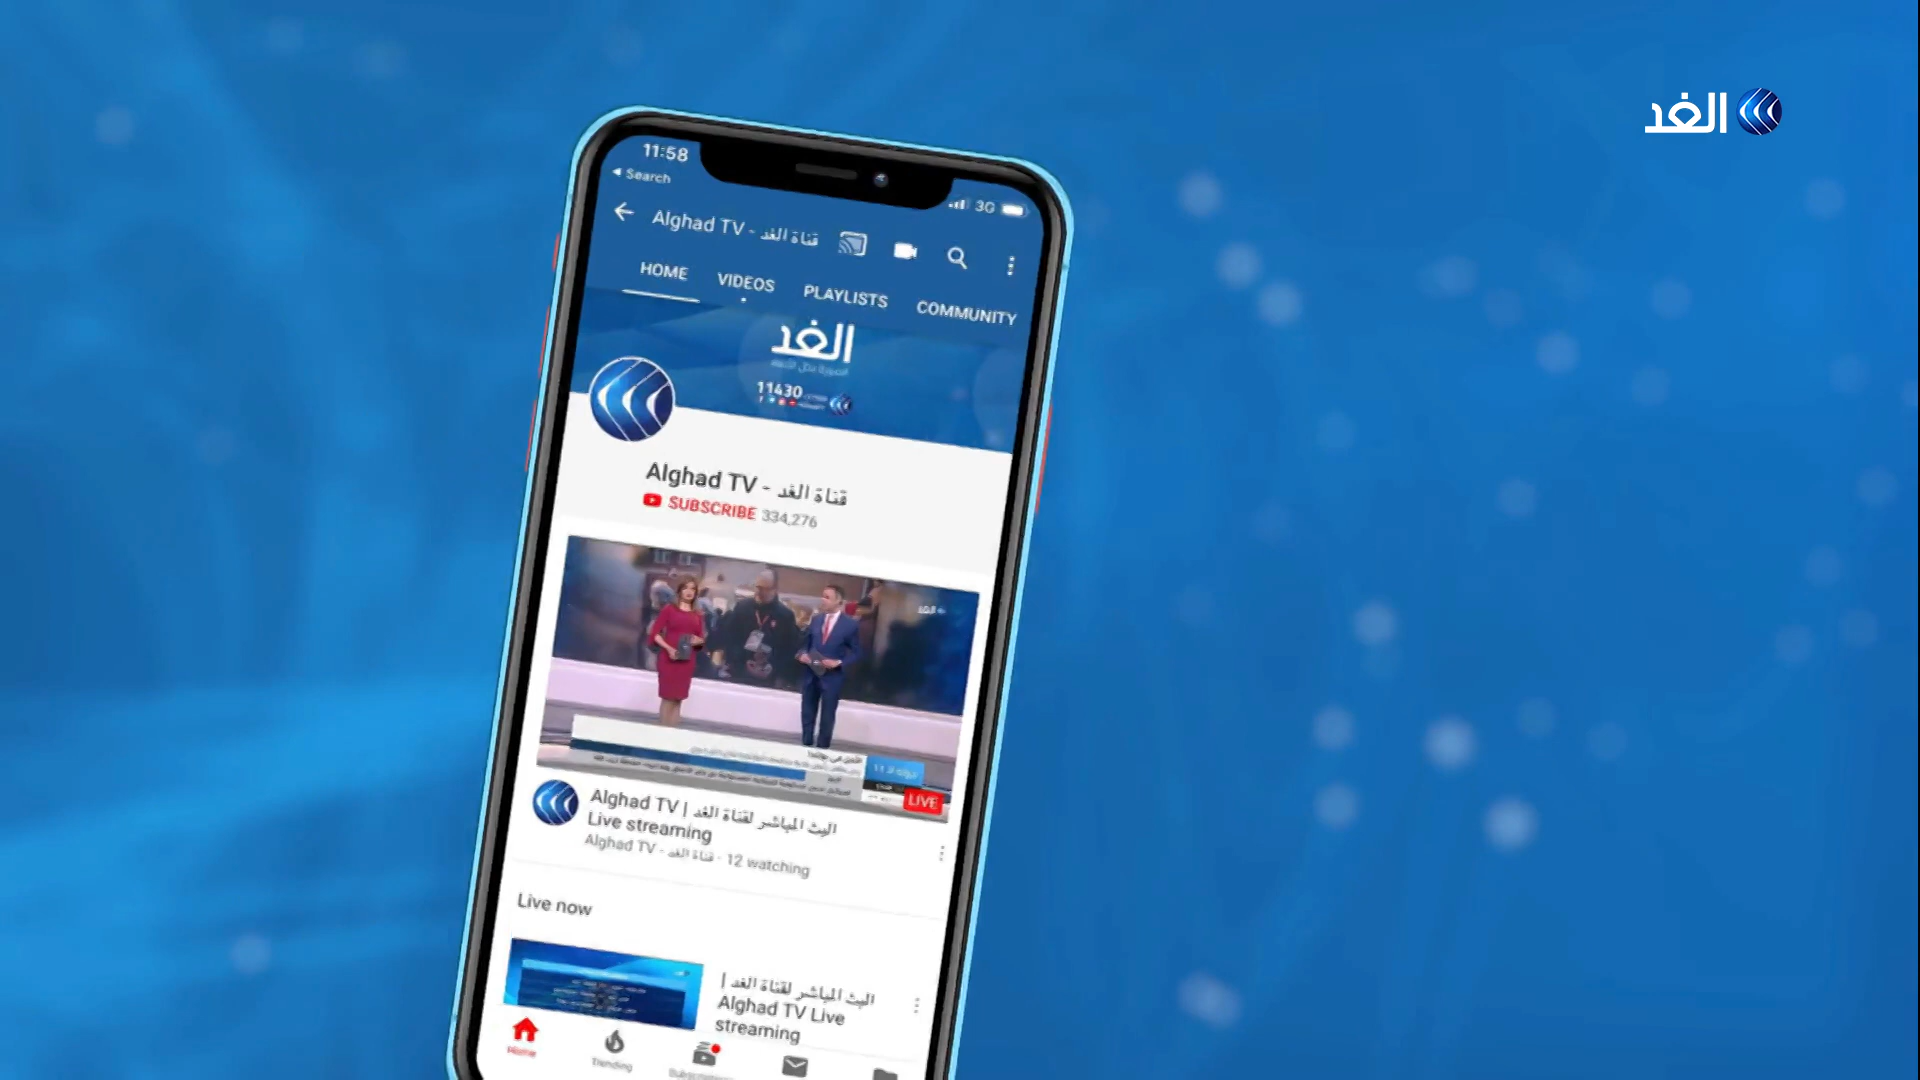 الغد
11:58
Search
3G
Alghad TV - قناة الغد
HOME VIDEOS PLAYLISTS COMMUNITY
الغد
11430
Alghad TV - قناة الغد
SUBSCRIBE 334,276
الغد
LIVE
Alghad TV | البث المباشر لقناة الغد
Live streaming
Alghad TV - قناة الغد · 12 watching
Live now
البث المباشر لقناة الغد |
Alghad TV Live
streaming
Home
Trending